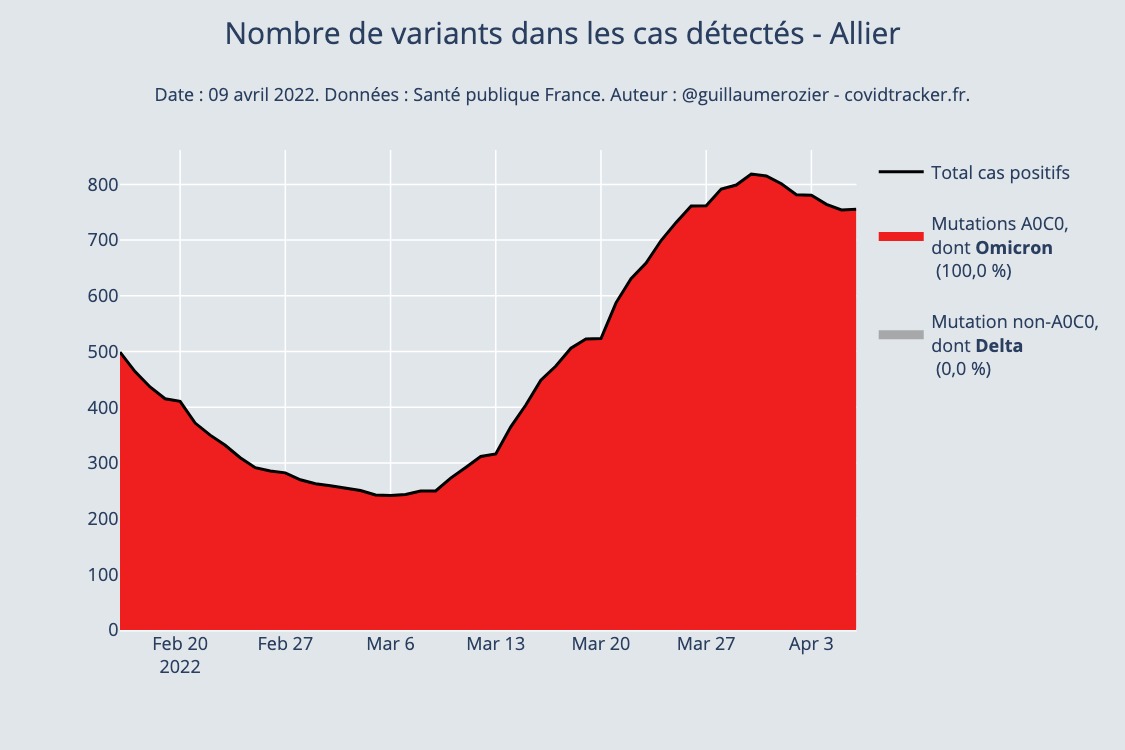 Nombre de variants dans les cas détectés - Allier
Date : 09 avril 2022. Données : Santé publique France. Auteur : @guillaumerozier - covidtracker.fr.
800
700
600
500
400
300
200
100
0
Feb 20
2022
Feb 27
Mar 6
Mar 13
Mar 20
Mar 27
Apr 3
Total cas positifs
Mutations A0C0,
dont Omicron
(100,0 %)
Mutation non-A0C0,
dont Delta
(0,0 %)